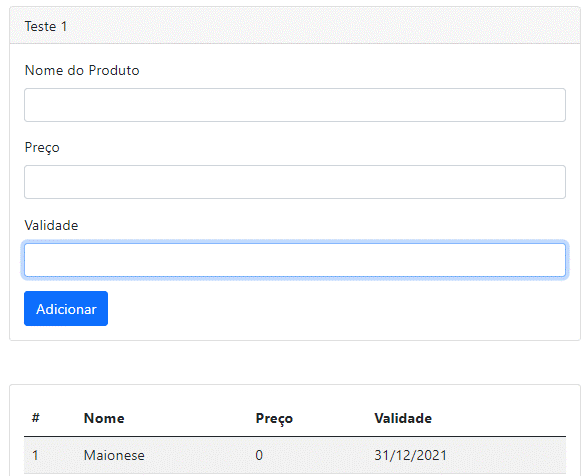 Teste 1
Nome do Produto
Preço
Validade
Adicionar
# Nome Preço Validade
1 Maionese 0 31/12/2021